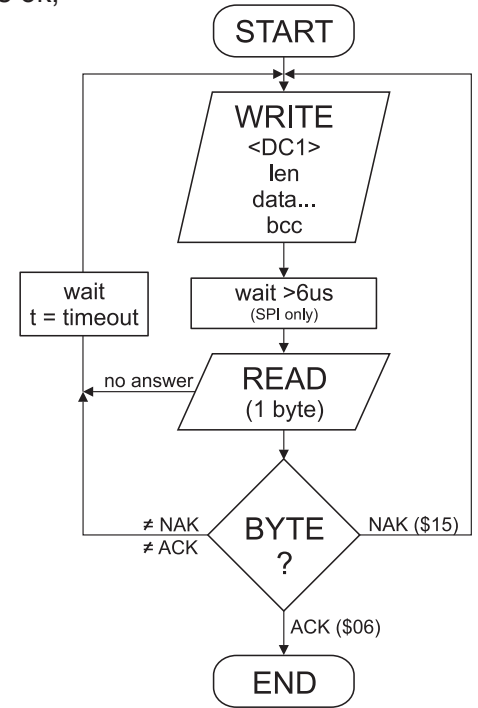 START
WRITE
<DC1>
len
data...
bcc
wait
t = timeout
wait >6us
(SPI only)
no answer
READ
(1 byte)
≠ NAK
≠ ACK
BYTE
?
NAK ($15)
ACK ($06)
END